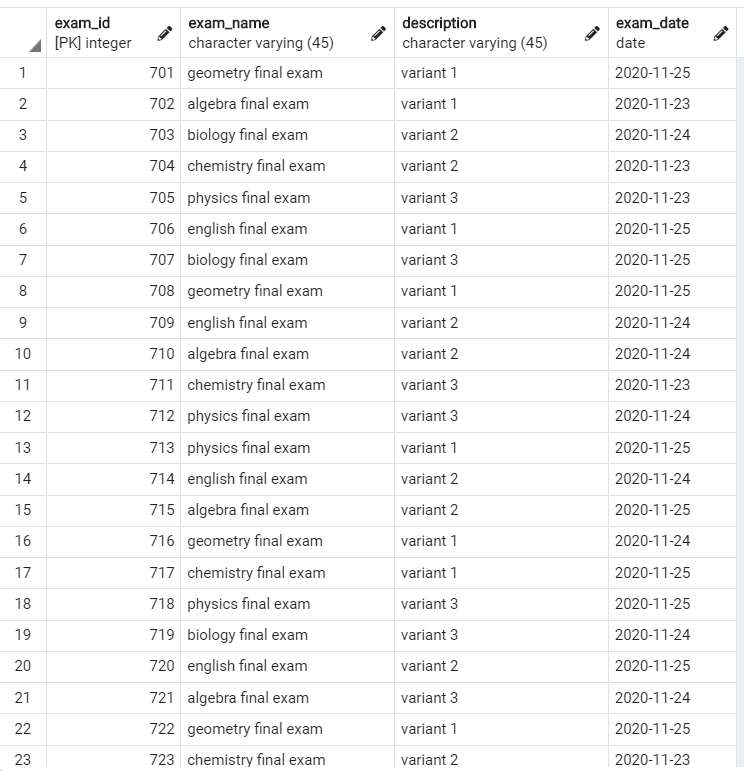 exam_id exam_name description exam_date
[PK] integer character varying (45) character varying (45) date
1 701 geometry final exam variant 1 2020-11-25
2 702 algebra final exam variant 1 2020-11-23
3 703 biology final exam variant 2 2020-11-24
4 704 chemistry final exam variant 2 2020-11-23
5 705 physics final exam variant 3 2020-11-23
6 706 english final exam variant 1 2020-11-25
7 707 biology final exam variant 3 2020-11-25
8 708 geometry final exam variant 1 2020-11-25
9 709 english final exam variant 2 2020-11-24
10 710 algebra final exam variant 2 2020-11-24
11 711 chemistry final exam variant 3 2020-11-23
12 712 physics final exam variant 3 2020-11-24
13 713 physics final exam variant 1 2020-11-25
14 714 english final exam variant 2 2020-11-24
15 715 algebra final exam variant 2 2020-11-25
16 716 geometry final exam variant 1 2020-11-24
17 717 chemistry final exam variant 1 2020-11-25
18 718 physics final exam variant 3 2020-11-25
19 719 biology final exam variant 3 2020-11-24
20 720 english final exam variant 2 2020-11-25
21 721 algebra final exam variant 3 2020-11-24
22 722 geometry final exam variant 1 2020-11-25
23 723 chemistry final exam variant 2 2020-11-23